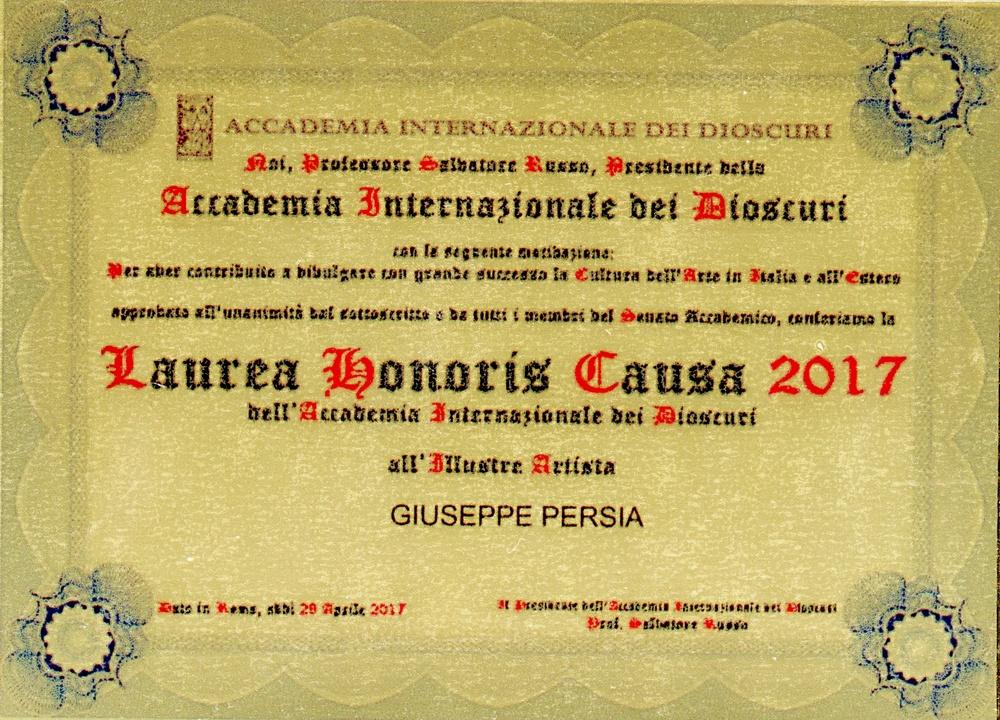 ACCADEMIA INTERNAZIONALE DEI DIOSCURI
Noi, Professore Salvatore Russo, Presidente della
Accademia Internazionale dei Dioscuri
con la seguente motivazione:
Per aver contribuito a divulgare con grande successo la Cultura dell'Arte in Italia e all'Estero
approbato all'unanimità dal sottoscritto e da tutti i membri del Senato Accademico, conferiamo la
Laurea Honoris Causa 2017
dell'Accademia Internazionale dei Dioscuri
all'Illustre Artista
GIUSEPPE PERSIA
Dato in Roma, addì 29 Aprile 2017
Il Presidente dell'Accademia Internazionale dei Dioscuri
Prof. Salvatore Russo